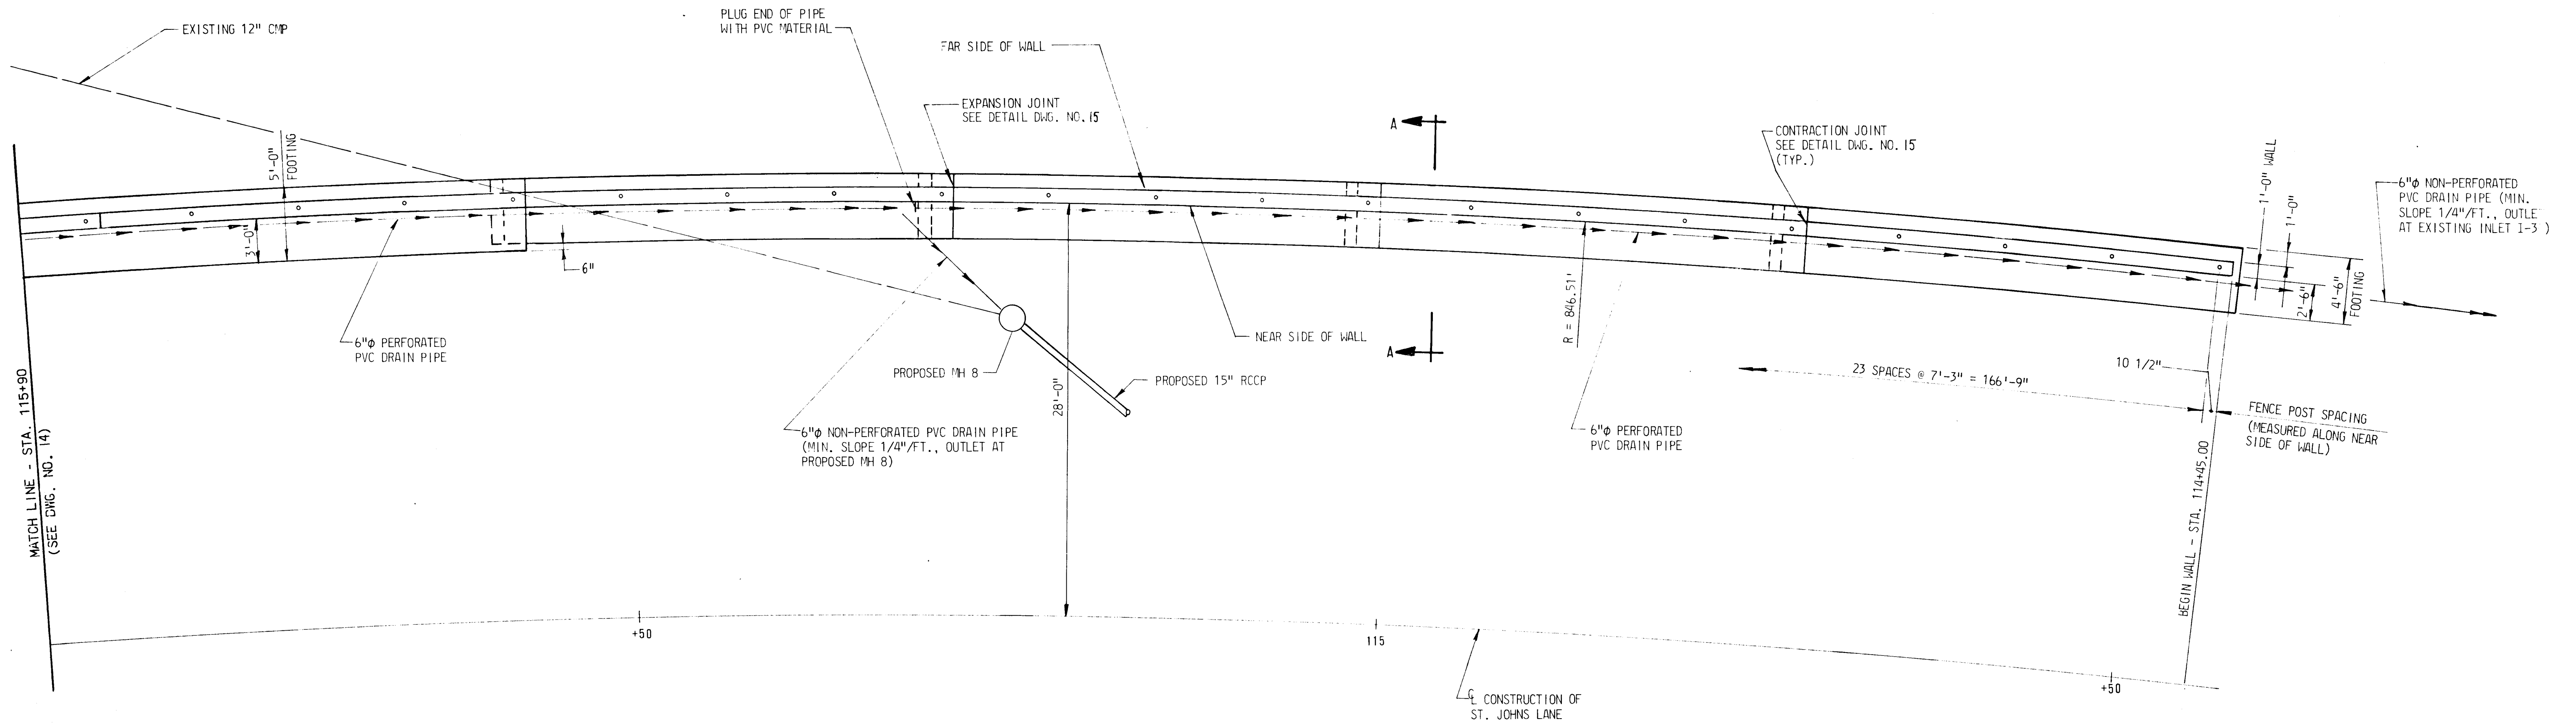 EXISTING 12" CMP
PLUG END OF PIPE
WITH PVC MATERIAL
FAR SIDE OF WALL
EXPANSION JOINT
SEE DETAIL DWG. NO. 15
A
CONTRACTION JOINT
SEE DETAIL DWG. NO. 15
(TYP.)
1'-0" WALL
1'-0"
6"φ NON-PERFORATED
PVC DRAIN PIPE (MIN.
SLOPE 1/4"/FT., OUTLE
AT EXISTING INLET I-3 )
5'-0"
FOOTING
3'-0"
6"
2'-6"
4'-6"
FOOTING
R = 846.51'
NEAR SIDE OF WALL
A
6"φ PERFORATED
PVC DRAIN PIPE
PROPOSED MH 8
PROPOSED 15" RCCP
28'-0"
23 SPACES @ 7'-3" = 166'-9"
10 1/2"
FENCE POST SPACING
(MEASURED ALONG NEAR
SIDE OF WALL)
6"φ NON-PERFORATED PVC DRAIN PIPE
(MIN. SLOPE 1/4"/FT., OUTLET AT
PROPOSED MH 8)
6"φ PERFORATED
PVC DRAIN PIPE
MATCH LINE - STA. 115+90
(SEE DWG. NO. 14)
BEGIN WALL - STA. 114+45.00
+50
115
+50
℄ CONSTRUCTION OF
ST. JOHNS LANE